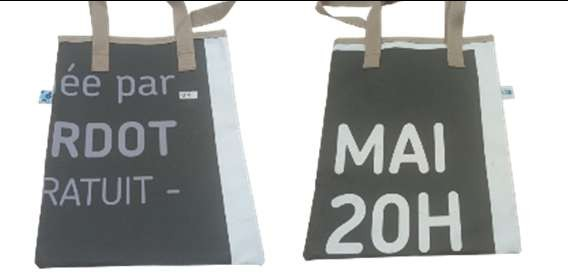 ée par
RDOT
RATUIT -
MAI
20H